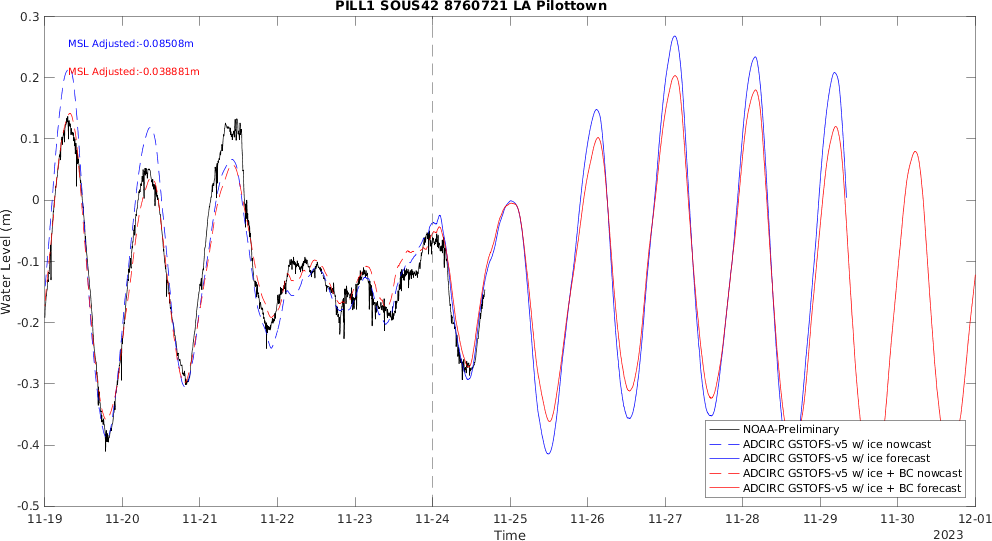 PILL1 SOUS42 8760721 LA Pilottown
MSL Adjusted:-0.08508m
MSL Adjusted:-0.038881m
Water Level (m)
0.3
0.2
0.1
0
-0.1
-0.2
-0.3
-0.4
-0.5
NOAA-Preliminary
ADCIRC GSTOFS-v5 w/ ice nowcast
ADCIRC GSTOFS-v5 w/ ice forecast
ADCIRC GSTOFS-v5 w/ ice + BC nowcast
ADCIRC GSTOFS-v5 w/ ice + BC forecast
11-19 11-20 11-21 11-22 11-23 11-24 11-25 11-26 11-27 11-28 11-29 11-30 12-01
Time
2023